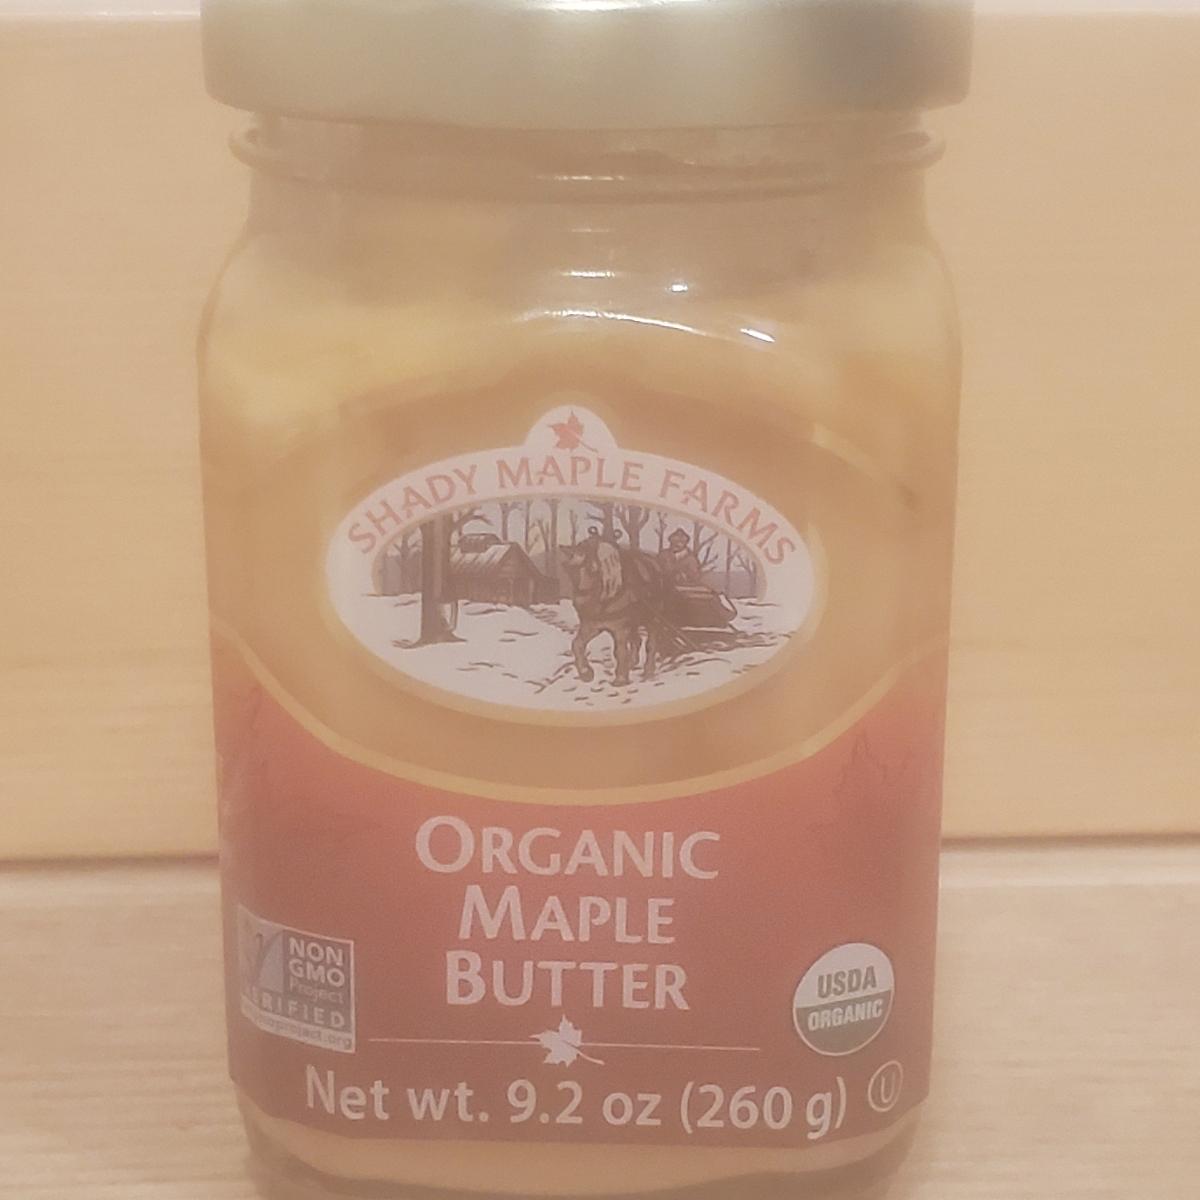 SHADY MAPLE FARMS
ORGANIC
MAPLE
BUTTER
NON
GMO
Project
VERIFIED
USDA
ORGANIC
Net wt. 9.2 oz (260 g)
U